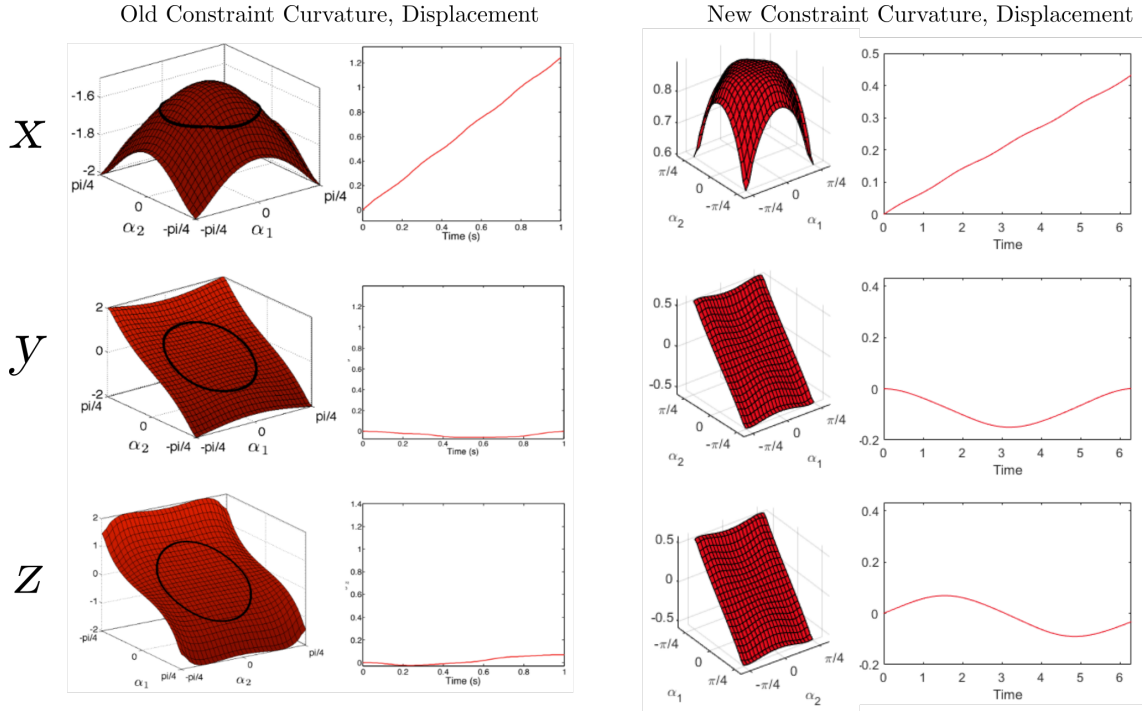 Old Constraint Curvature, Displacement
New Constraint Curvature, Displacement
x
-1.6
-1.8
-2
pi/4
0
-pi/4
-pi/4
0
pi/4
α2
α1
1.2
1
0.8
0.6
0.4
0.2
0
0
0.2
0.4
0.6
0.8
1
Time (s)
0.8
0.7
0.6
π/4
0
-π/4
-π/4
0
π/4
α2
α1
0.5
0.4
0.3
0.2
0.1
0
0
1
2
3
4
5
6
Time
y
2
0
-2
pi/4
0
-pi/4
-pi/4
0
pi/4
α2
α1
1.2
1
0.8
0.6
0.4
0.2
0
0
0.2
0.4
0.6
0.8
1
Time (s)
0.5
0
-0.5
π/4
0
-π/4
-π/4
0
π/4
α2
α1
0.4
0.2
0
-0.2
0
1
2
3
4
5
6
Time
z
2
1
0
-1
-2
-pi/4
0
pi/4
-pi/4
0
pi/4
α1
α2
1.4
1.2
1
0.8
0.6
0.4
0.2
0
0
0.2
0.4
0.6
0.8
1
Time (s)
0.5
0
-0.5
-π/4
0
π/4
-π/4
0
π/4
α1
α2
0.4
0.2
0
-0.2
0
1
2
3
4
5
6
Time